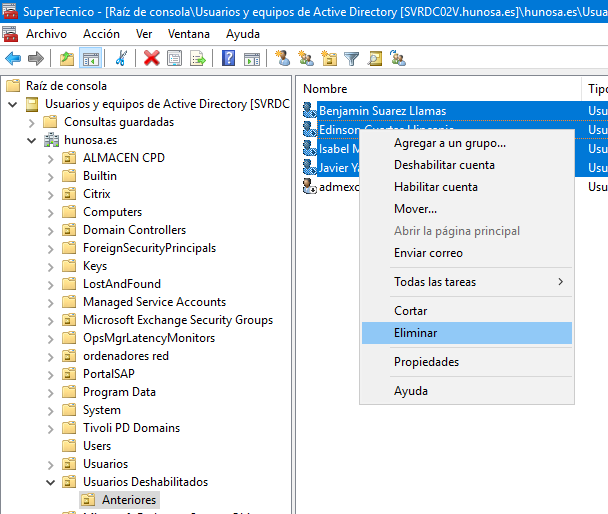 SuperTecnico - [Raíz de consola\Usuarios y equipos de Active Directory [SVRDC02V.hunosa.es]\hunosa.es\Usua
Archivo Acción Ver Ventana Ayuda
Raíz de consola
Usuarios y equipos de Active Directory [SVRDC
Consultas guardadas
hunosa.es
ALMACEN CPD
Builtin
Citrix
Computers
Domain Controllers
ForeignSecurityPrincipals
Keys
LostAndFound
Managed Service Accounts
Microsoft Exchange Security Groups
OpsMgrLatencyMonitors
ordenadores red
PortalSAP
Program Data
System
Tivoli PD Domains
Users
Usuarios
Usuarios Deshabilitados
Anteriores
Nombre Tipo
Benjamin Suarez Llamas Usu
Edinson Usu
Isabel M Usu
Javier Ya Usu
admexc Usu
Agregar a un grupo...
Deshabilitar cuenta
Habilitar cuenta
Mover...
Abrir la página principal
Enviar correo
Todas las tareas
Cortar
Eliminar
Propiedades
Ayuda